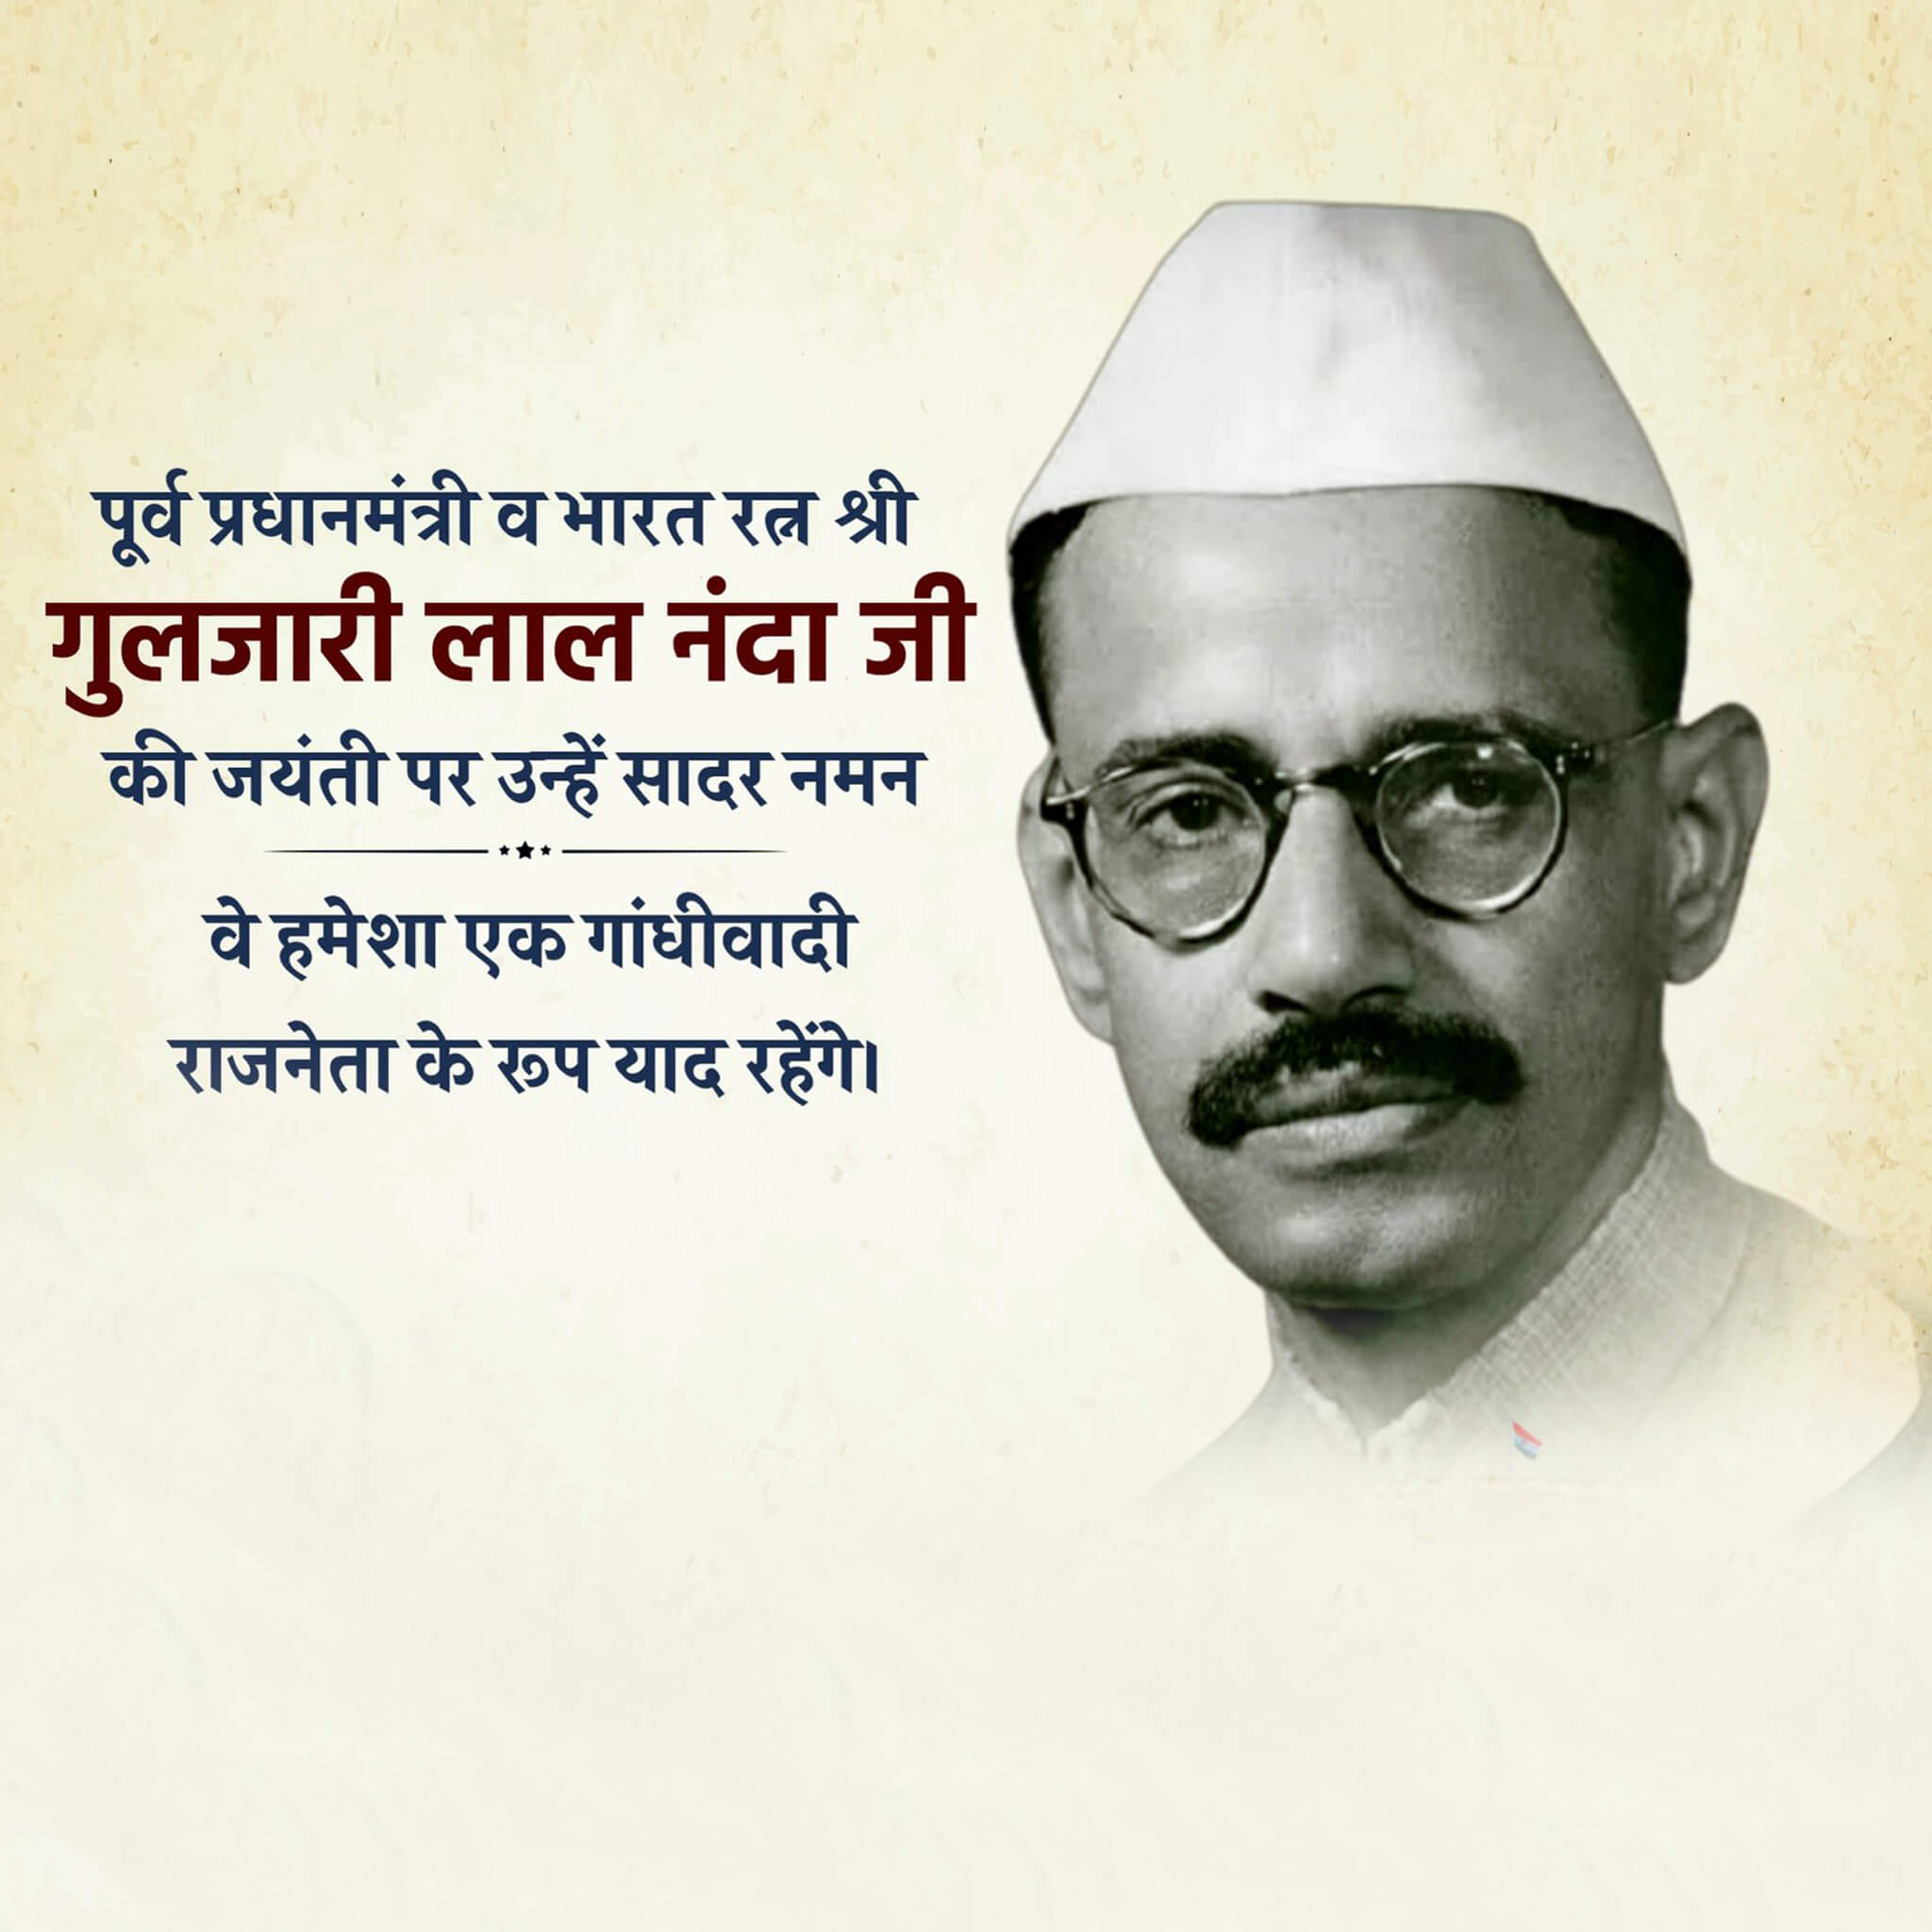 पूर्व प्रधानमंत्री व भारत रत्न श्री
गुलजारी लाल नंदा जी
की जयंती पर उन्हें सादर नमन
वे हमेशा एक गांधीवादी
राजनेता के रूप याद रहेंगे।